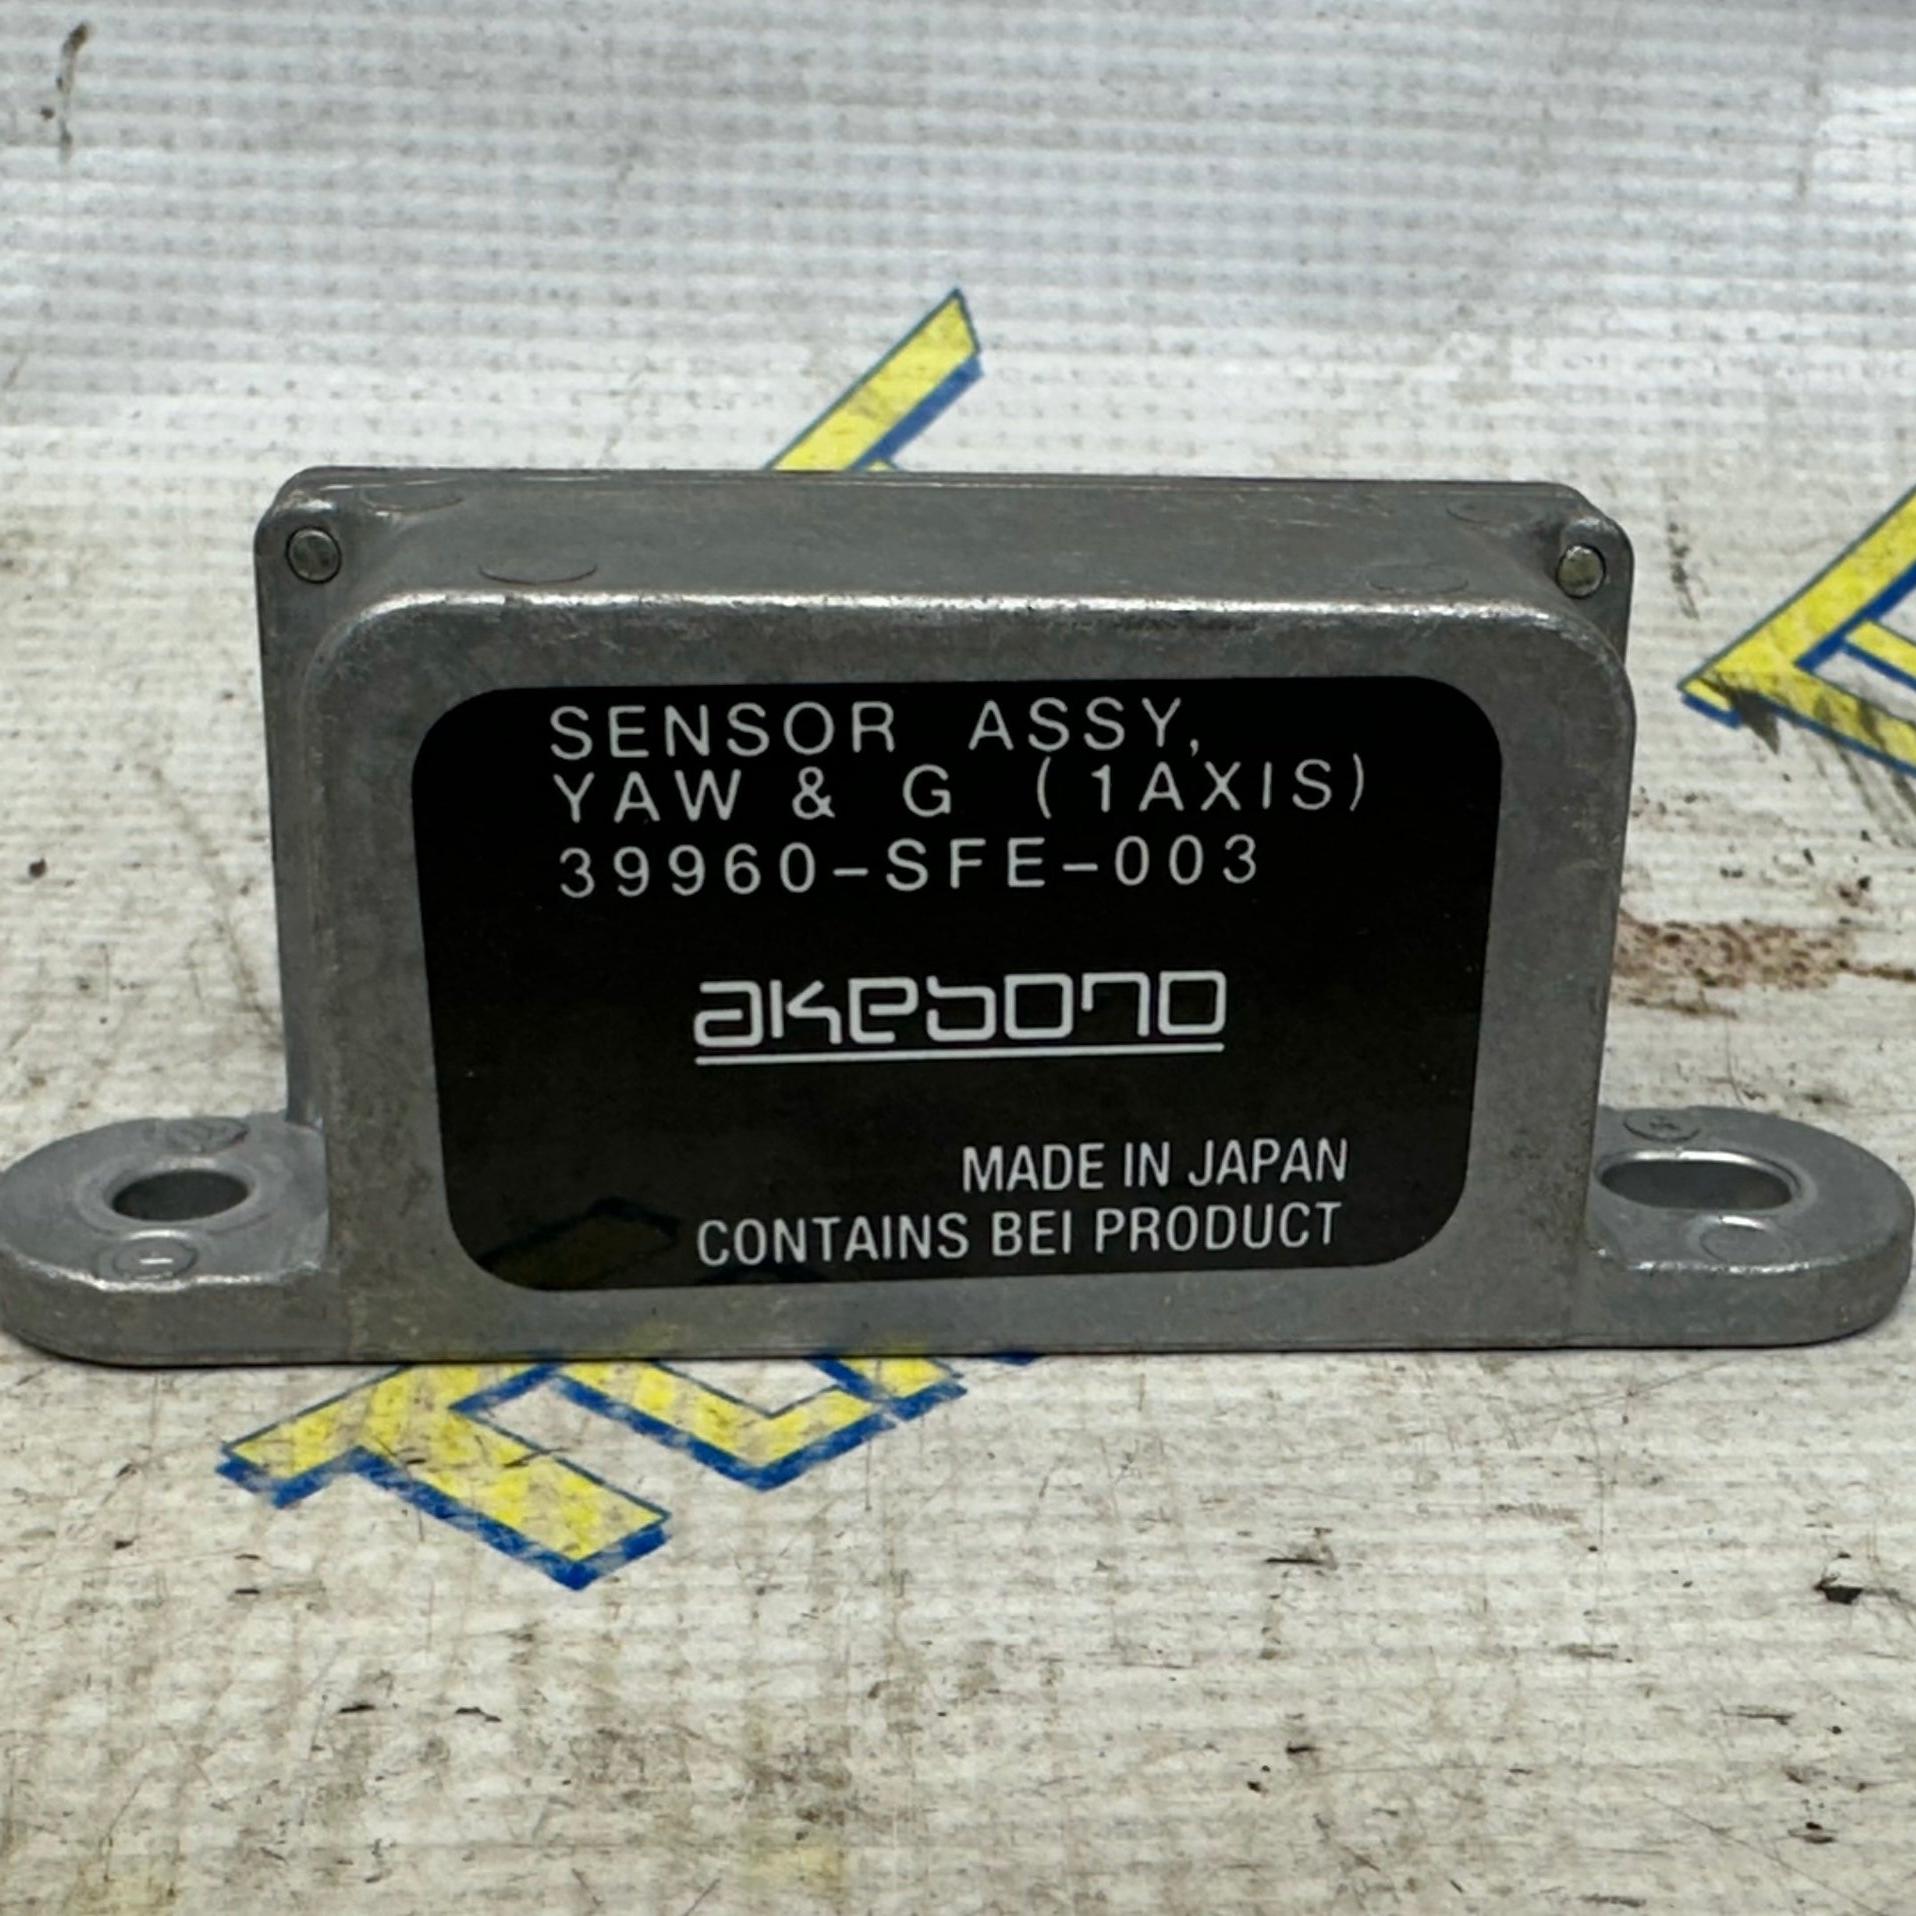 SENSOR ASSY,
YAW & G (1AXIS)
39960-SFE-003
akebono
MADE IN JAPAN
CONTAINS BEI PRODUCT